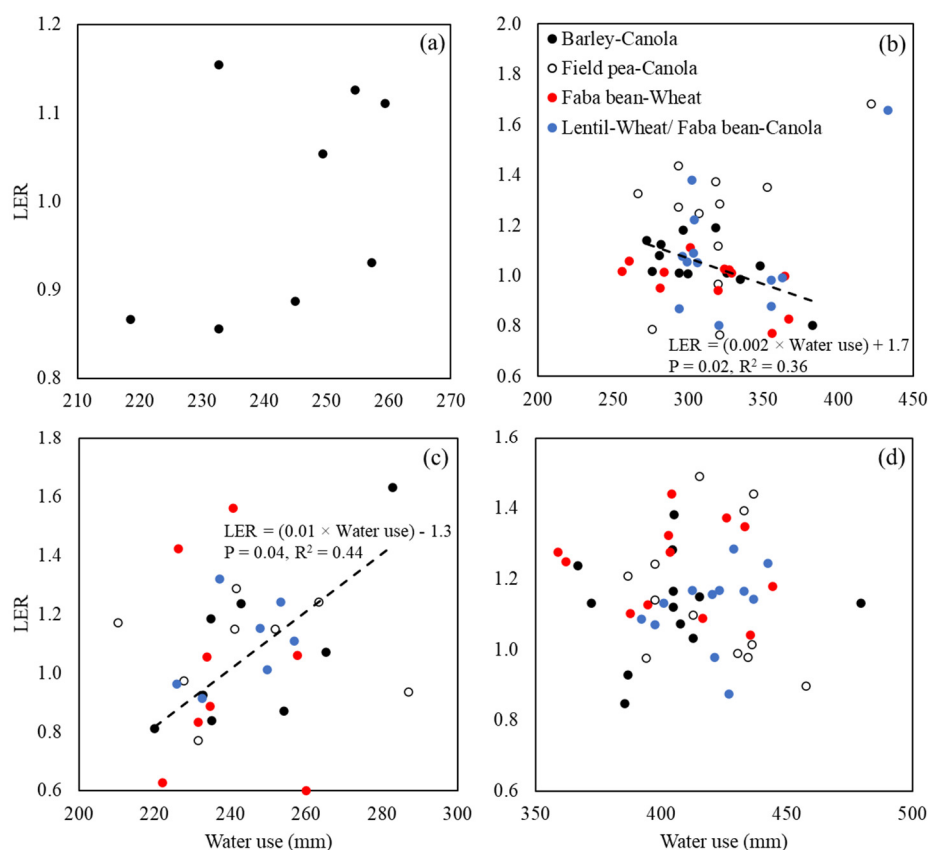 (a)
1.2
1.1
1.0
0.9
0.8
LER
210 220 230 240 250 260 270
(b)
2.0
1.8
1.6
1.4
1.2
1.0
0.8
0.6
Barley-Canola
Field pea-Canola
Faba bean-Wheat
Lentil-Wheat/ Faba bean-Canola
LER = (0.002 × Water use) + 1.7
P = 0.02, R² = 0.36
200 250 300 350 400 450
(c)
1.8
1.6
1.4
1.2
1.0
0.8
0.6
LER
LER = (0.01 × Water use) - 1.3
P = 0.04, R² = 0.44
200 220 240 260 280 300
Water use (mm)
(d)
1.6
1.4
1.2
1.0
0.8
0.6
350 400 450 500
Water use (mm)